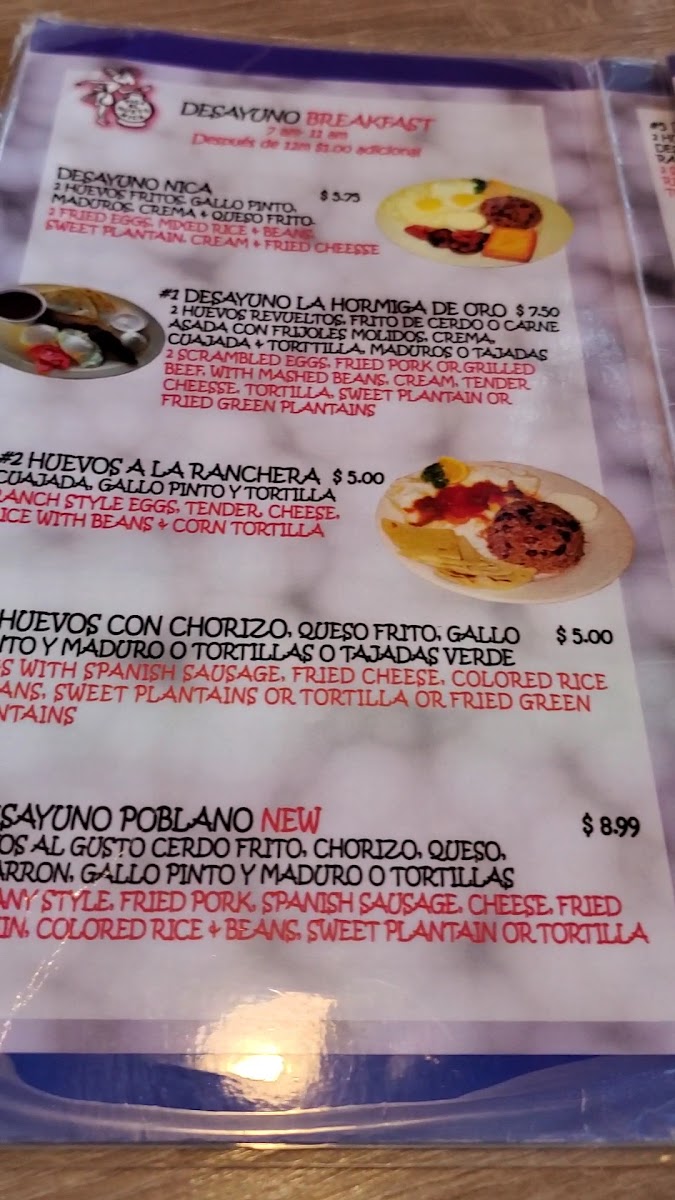 DESAYUNO BREAKFAST
7 am- 11 am
Después de 12m $1.00 adicional
DESAYUNO NICA $ 5.75
2 HUEVOS FRITOS, GALLO PINTO,
MADUROS, CREMA + QUESO FRITO.
2 FRIED EGGS, MIXED RICE + BEANS,
SWEET PLANTAIN, CREAM + FRIED CHEESSE
#1 DESAYUNO LA HORMIGA DE ORO $ 7.50
2 HUEVOS REVUELTOS, FRITO DE CERDO O CARNE
ASADA CON FRIJOLES MOLIDOS, CREMA,
CUAJADA + TORTTILLA, MADUROS O TAJADAS
2 SCRAMBLED EGGS, FRIED PORK OR GRILLED
BEEF, WITH MASHED BEANS, CREAM, TENDER
CHEESSE, TORTILLA, SWEET PLANTAIN OR
FRIED GREEN PLANTAINS
#2 HUEVOS A LA RANCHERA $ 5.00
CUAJADA, GALLO PINTO Y TORTILLA
RANCH STYLE EGGS, TENDER, CHEESE,
ICE WITH BEANS + CORN TORTILLA
HUEVOS CON CHORIZO, QUESO FRITO, GALLO $ 5.00
NTO Y MADURO O TORTILLAS O TAJADAS VERDE
S WITH SPANISH SAUSAGE, FRIED CHEESE, COLORED RICE
ANS, SWEET PLANTAINS OR TORTILLA OR FRIED GREEN
NTAINS
SAYUNO POBLANO NEW $ 8.99
OS AL GUSTO CERDO FRITO, CHORIZO, QUESO,
ARRON, GALLO PINTO Y MADURO O TORTILLAS
ANY STYLE, FRIED PORK, SPANISH SAUSAGE, CHEESE, FRIED
IN, COLORED RICE + BEANS, SWEET PLANTAIN OR TORTILLA